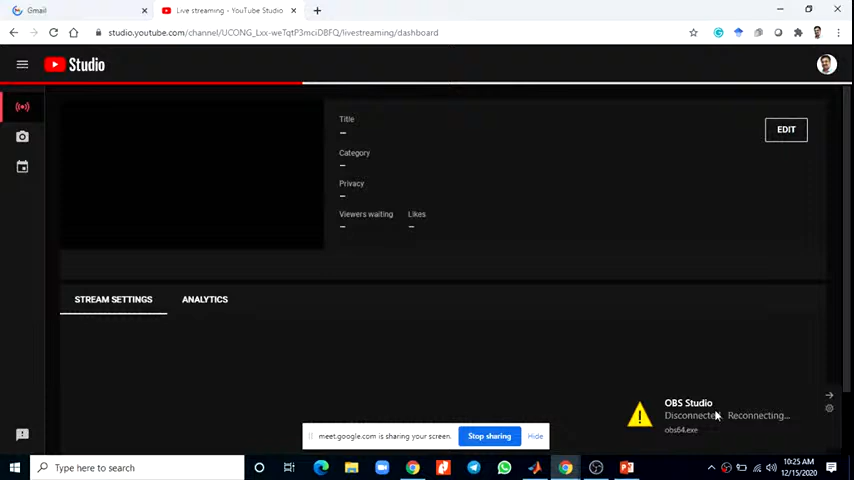 Gmail
Live streaming - YouTube Studio
studio.youtube.com/channel/UCONG_Lxx-weTqtP3mciDBFQ/livestreaming/dashboard
Studio
Title
–
EDIT
Category
–
Privacy
–
Viewers waiting Likes
– –
STREAM SETTINGS ANALYTICS
OBS Studio
Disconnected. Reconnecting...
obs64.exe
meet.google.com is sharing your screen. Stop sharing Hide
Type here to search
10:25 AM
12/15/2020